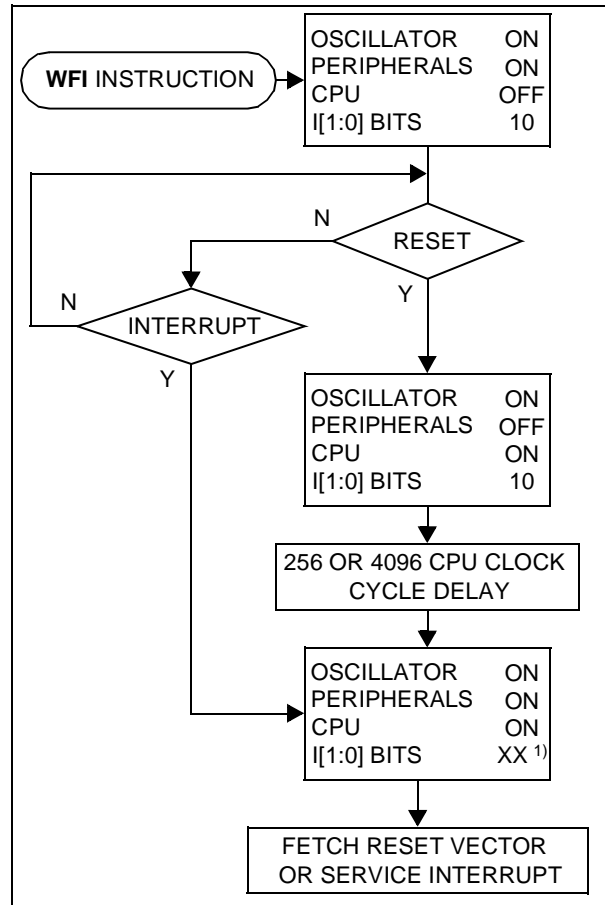 WFI INSTRUCTION
OSCILLATOR ON
PERIPHERALS ON
CPU OFF
I[1:0] BITS 10
N
RESET
Y
N
INTERRUPT
Y
OSCILLATOR ON
PERIPHERALS OFF
CPU ON
I[1:0] BITS 10
256 OR 4096 CPU CLOCK
CYCLE DELAY
OSCILLATOR ON
PERIPHERALS ON
CPU ON
I[1:0] BITS XX 1)
FETCH RESET VECTOR
OR SERVICE INTERRUPT